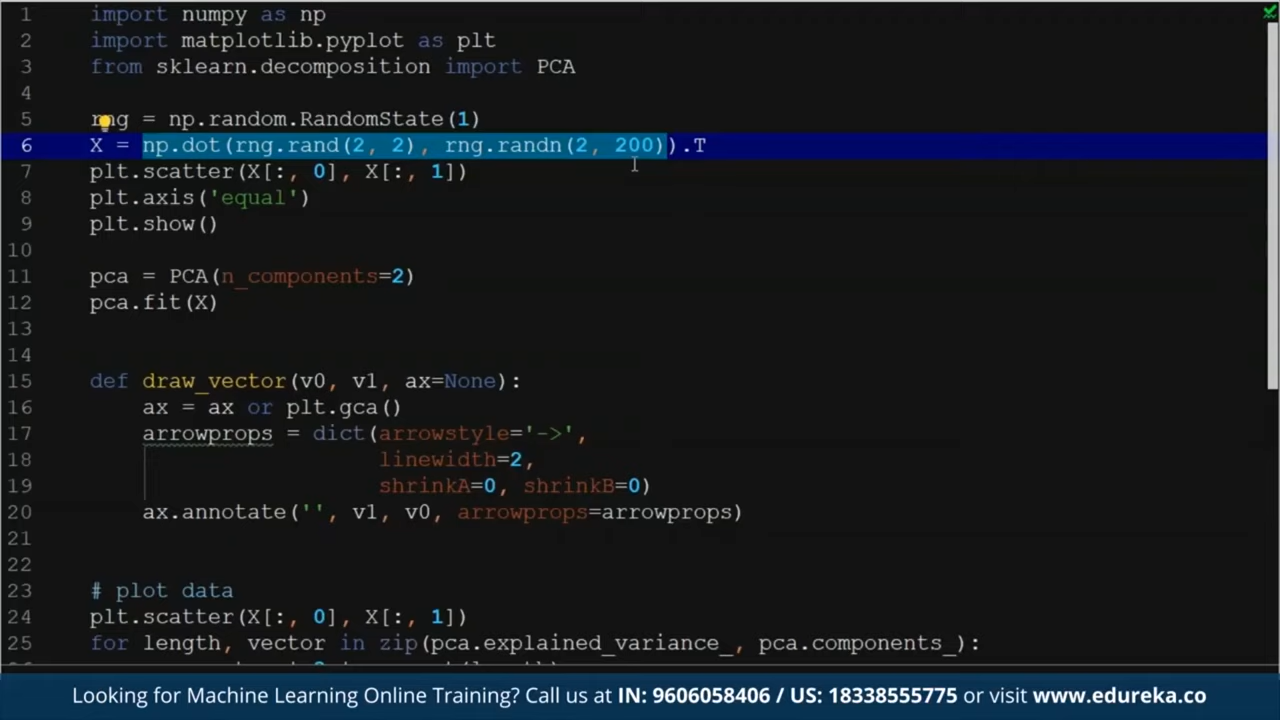 1 import numpy as np
2 import matplotlib.pyplot as plt
3 from sklearn.decomposition import PCA
4
5 rng = np.random.RandomState(1)
6 X = np.dot(rng.rand(2, 2), rng.randn(2, 200)).T
7 plt.scatter(X[:, 0], X[:, 1])
8 plt.axis('equal')
9 plt.show()
10
11 pca = PCA(n_components=2)
12 pca.fit(X)
13
14
15 def draw_vector(v0, v1, ax=None):
16 ax = ax or plt.gca()
17 arrowprops = dict(arrowstyle='->',
18 linewidth=2,
19 shrinkA=0, shrinkB=0)
20 ax.annotate('', v1, v0, arrowprops=arrowprops)
21
22
23 # plot data
24 plt.scatter(X[:, 0], X[:, 1])
25 for length, vector in zip(pca.explained_variance_, pca.components_):
Looking for Machine Learning Online Training? Call us at IN: 9606058406 / US: 18338555775 or visit www.edureka.co